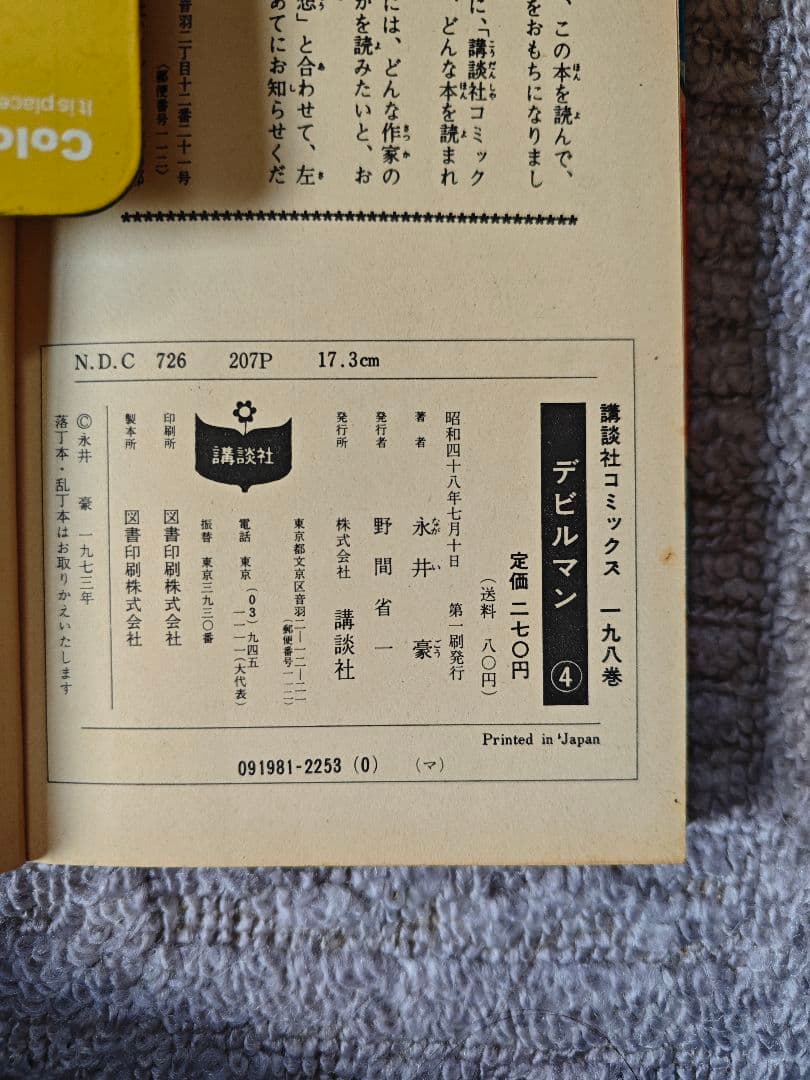 、この本を読んで、
をおもちになりまし
に、「講談社コミック
、どんな本を読まれ
には、どんな作家の
かを読みたいと、お
と合わせて、左
あてにお知らせくだ
音羽二丁目十二番二十一号
(郵便番号一一二)
Colo
It is place
N.D.C 726 207P 17.3cm
講談社コミックス 一九八巻
デビルマン ④
定価 二七〇円
(送料 八〇円)
昭和四十八年七月十日 第一刷発行
著者 永井 豪
ながい ごう
発行者 野間省一
発行所 株式会社 講談社
東京都文京区音羽二―一二―二一
(郵便番号一一二)
電話 東京(03)九四五
一一一一(大代表)
振替 東京三九三〇番
講談社
印刷所 図書印刷株式会社
製本所 図書印刷株式会社
©永井 豪 一九七三年
落丁本・乱丁本はお取りかえいたします
Printed in Japan
091981-2253 (0) (マ)